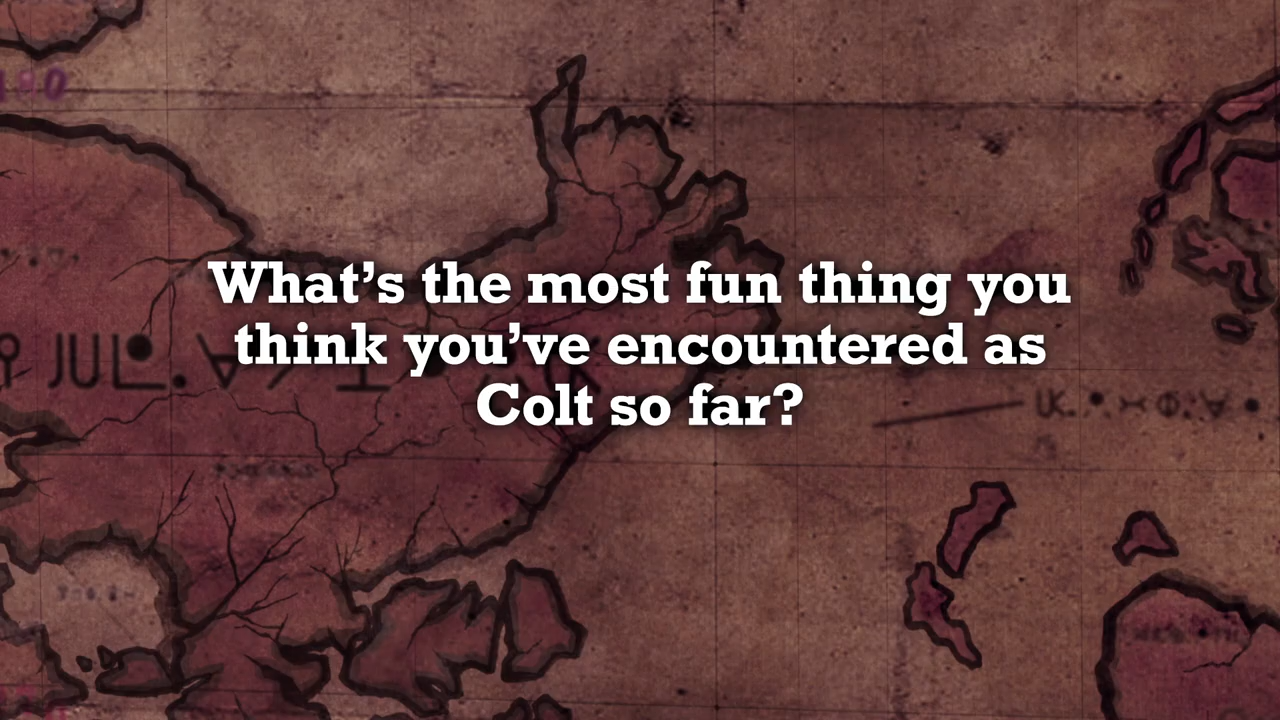 What’s the most fun thing you
think you’ve encountered as
Colt so far?